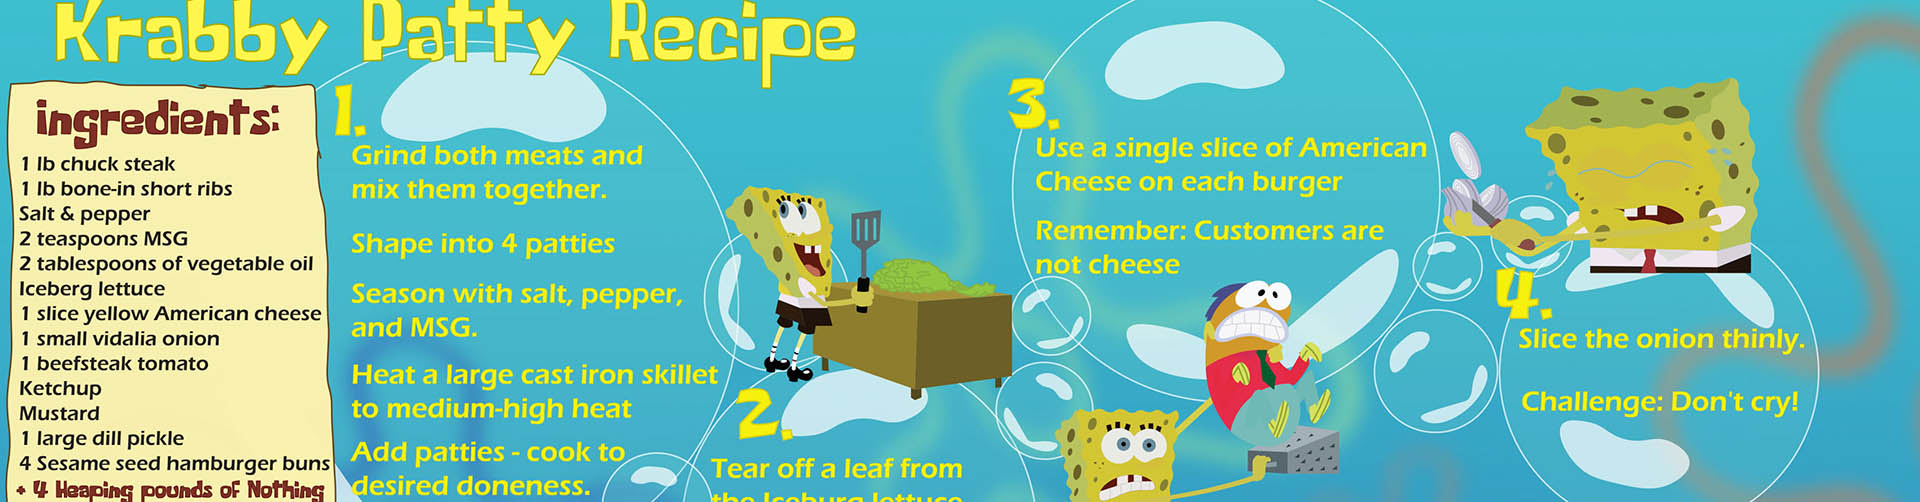 Krabby Patty Recipe
ingredients:
1 lb chuck steak
1 lb bone-in short ribs
Salt & pepper
2 teaspoons MSG
2 tablespoons of vegetable oil
Iceberg lettuce
1 slice yellow American cheese
1 small vidalia onion
1 beefsteak tomato
Ketchup
Mustard
1 large dill pickle
4 Sesame seed hamburger buns
+ 4 Heaping pounds of Nothing
1.
Grind both meats and
mix them together.
Shape into 4 patties
Season with salt, pepper,
and MSG.
Heat a large cast iron skillet
to medium-high heat
Add patties - cook to
desired doneness.
2.
Tear off a leaf from
the Iceburg lettuce
3.
Use a single slice of American
Cheese on each burger
Remember: Customers are
not cheese
4.
Slice the onion thinly.
Challenge: Don't cry!